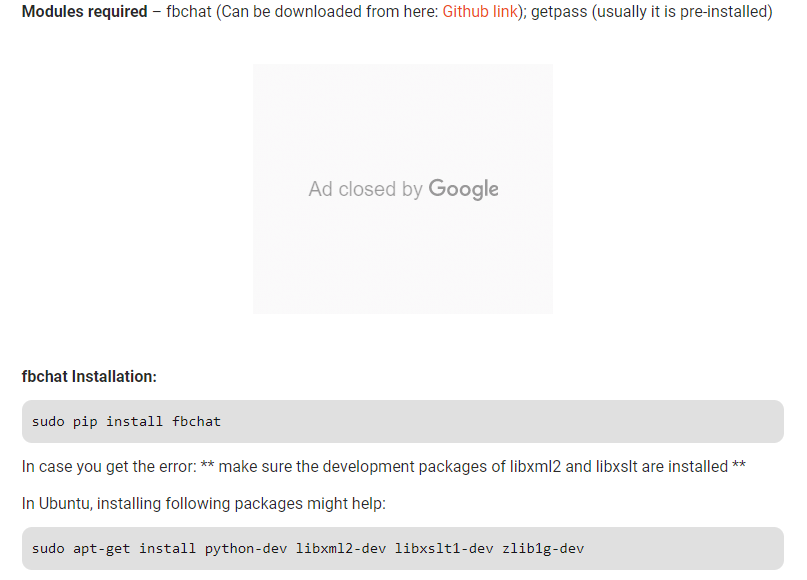 Modules required – fbchat (Can be downloaded from here: Github link); getpass (usually it is pre-installed)
Ad closed by Google
fbchat Installation:
sudo pip install fbchat
In case you get the error: ** make sure the development packages of libxml2 and libxslt are installed **
In Ubuntu, installing following packages might help:
sudo apt-get install python-dev libxml2-dev libxslt1-dev zlib1g-dev